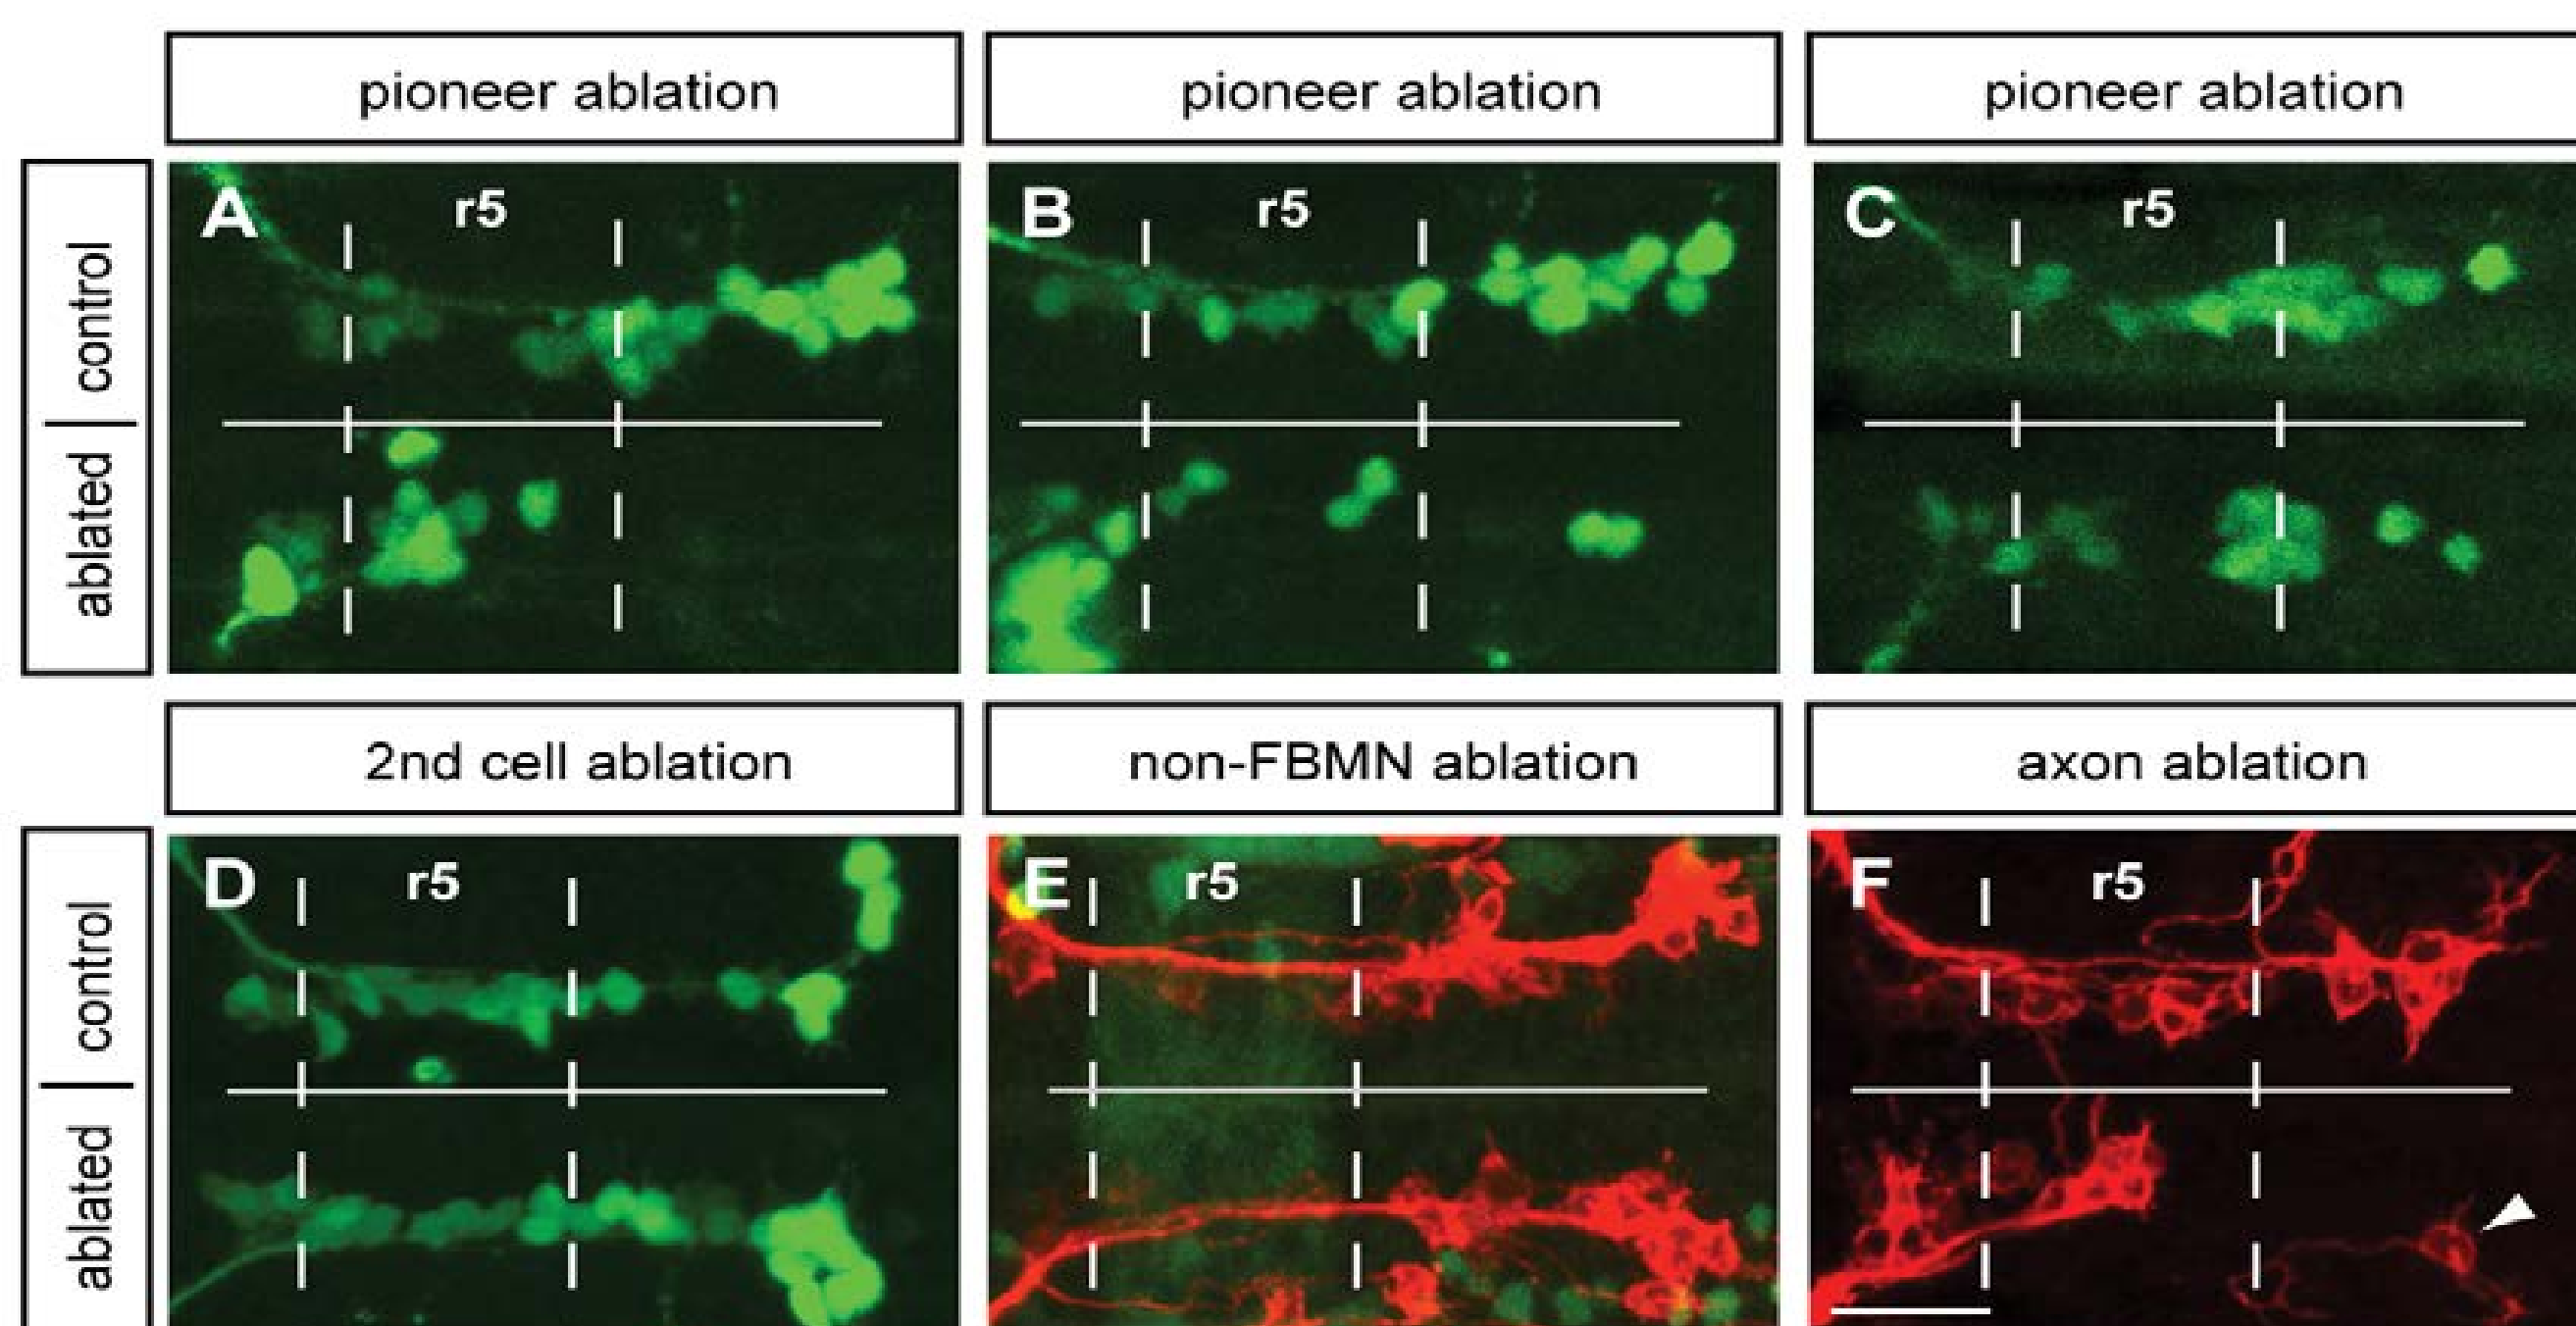 pioneer ablation
pioneer ablation
pioneer ablation
control
ablated
A
r5
B
r5
C
r5
2nd cell ablation
non-FBMN ablation
axon ablation
control
ablated
D
r5
E
r5
F
r5